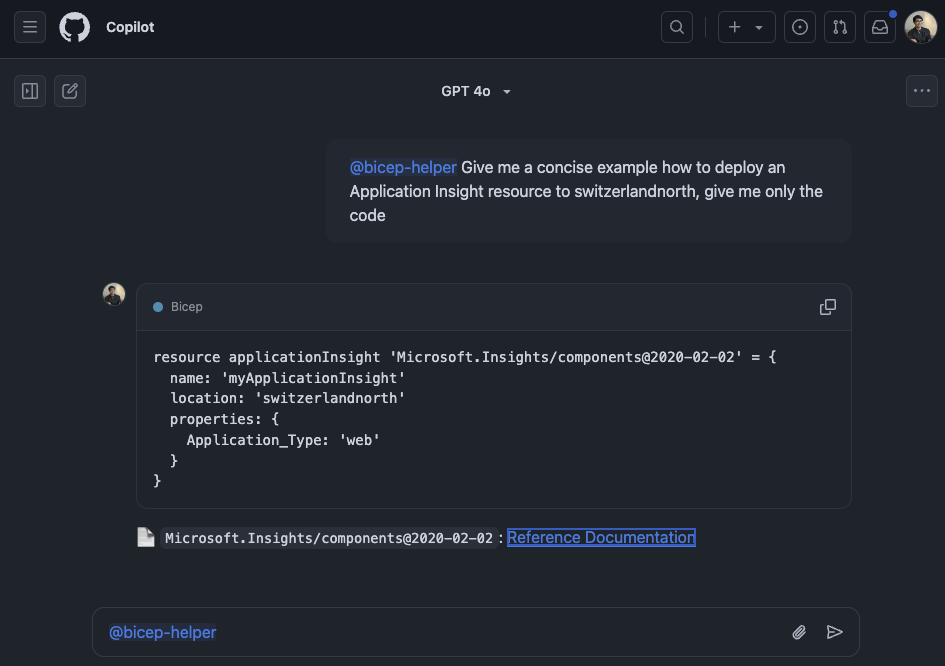 Copilot
GPT 4o
@bicep-helper Give me a concise example how to deploy an
Application Insight resource to switzerlandnorth, give me only the
code
Bicep
resource applicationInsight 'Microsoft.Insights/components@2020-02-02' = {
  name: 'myApplicationInsight'
  location: 'switzerlandnorth'
  properties: {
    Application_Type: 'web'
  }
}
Microsoft.Insights/components@2020-02-02 : Reference Documentation
@bicep-helper